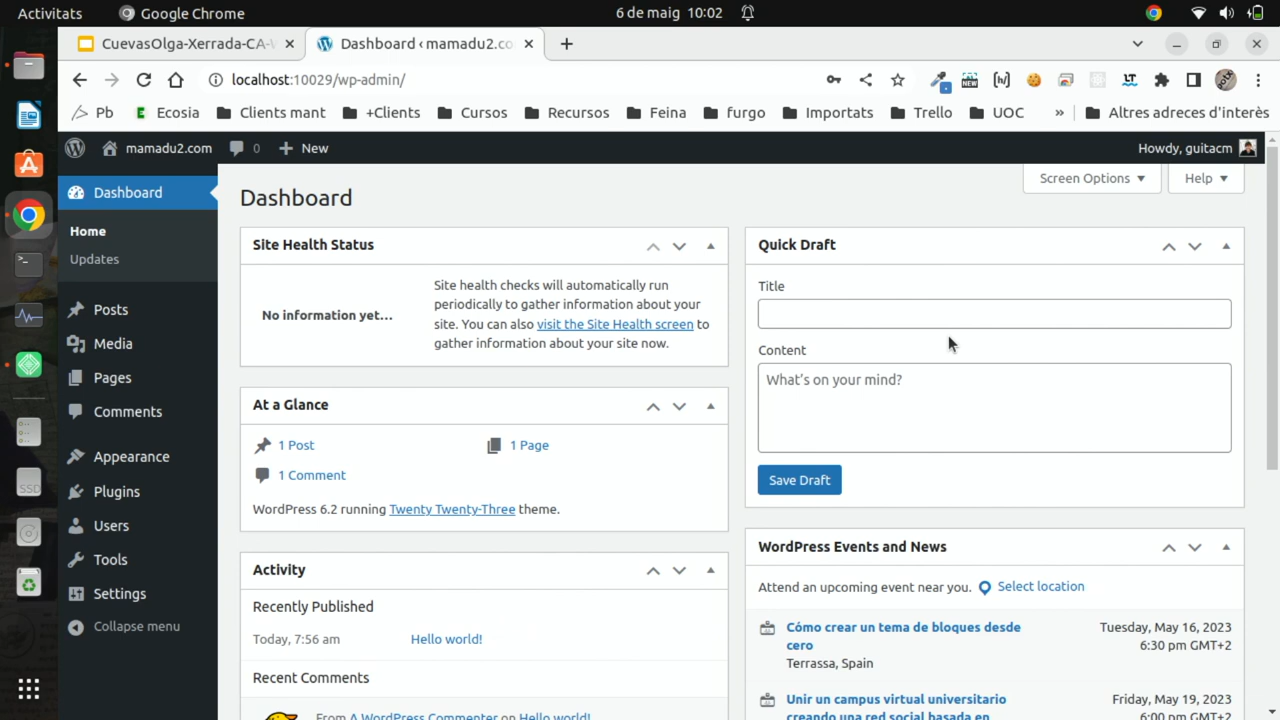 Activitats
Google Chrome
6 de maig 10:02
CuevasOlga-Xerrada-CA-
Dashboard ‹ mamadu2.co
localhost:10029/wp-admin/
Pb
Ecosia
Clients mant
+Clients
Cursos
Recursos
Feina
furgo
Importats
Trello
UOC
»
Altres adreces d'interès
mamadu2.com
0
New
Howdy, guitacm
Dashboard
Home
Updates
Posts
Media
Pages
Comments
Appearance
Plugins
Users
Tools
Settings
Collapse menu
Screen Options
Help
Dashboard
Site Health Status
No information yet…
Site health checks will automatically run
periodically to gather information about your
site. You can also visit the Site Health screen to
gather information about your site now.
At a Glance
1 Post
1 Page
1 Comment
WordPress 6.2 running Twenty Twenty-Three theme.
Activity
Recently Published
Today, 7:56 am
Hello world!
Recent Comments
From A WordPress Commenter on Hello world!
Quick Draft
Title
Content
What's on your mind?
Save Draft
WordPress Events and News
Attend an upcoming event near you.
Select location
Cómo crear un tema de bloques desde
cero
Terrassa, Spain
Tuesday, May 16, 2023
6:30 pm GMT+2
Unir un campus virtual universitario
creando una red social basada en
Friday, May 19, 2023
6:00 pm GMT+2
SSD